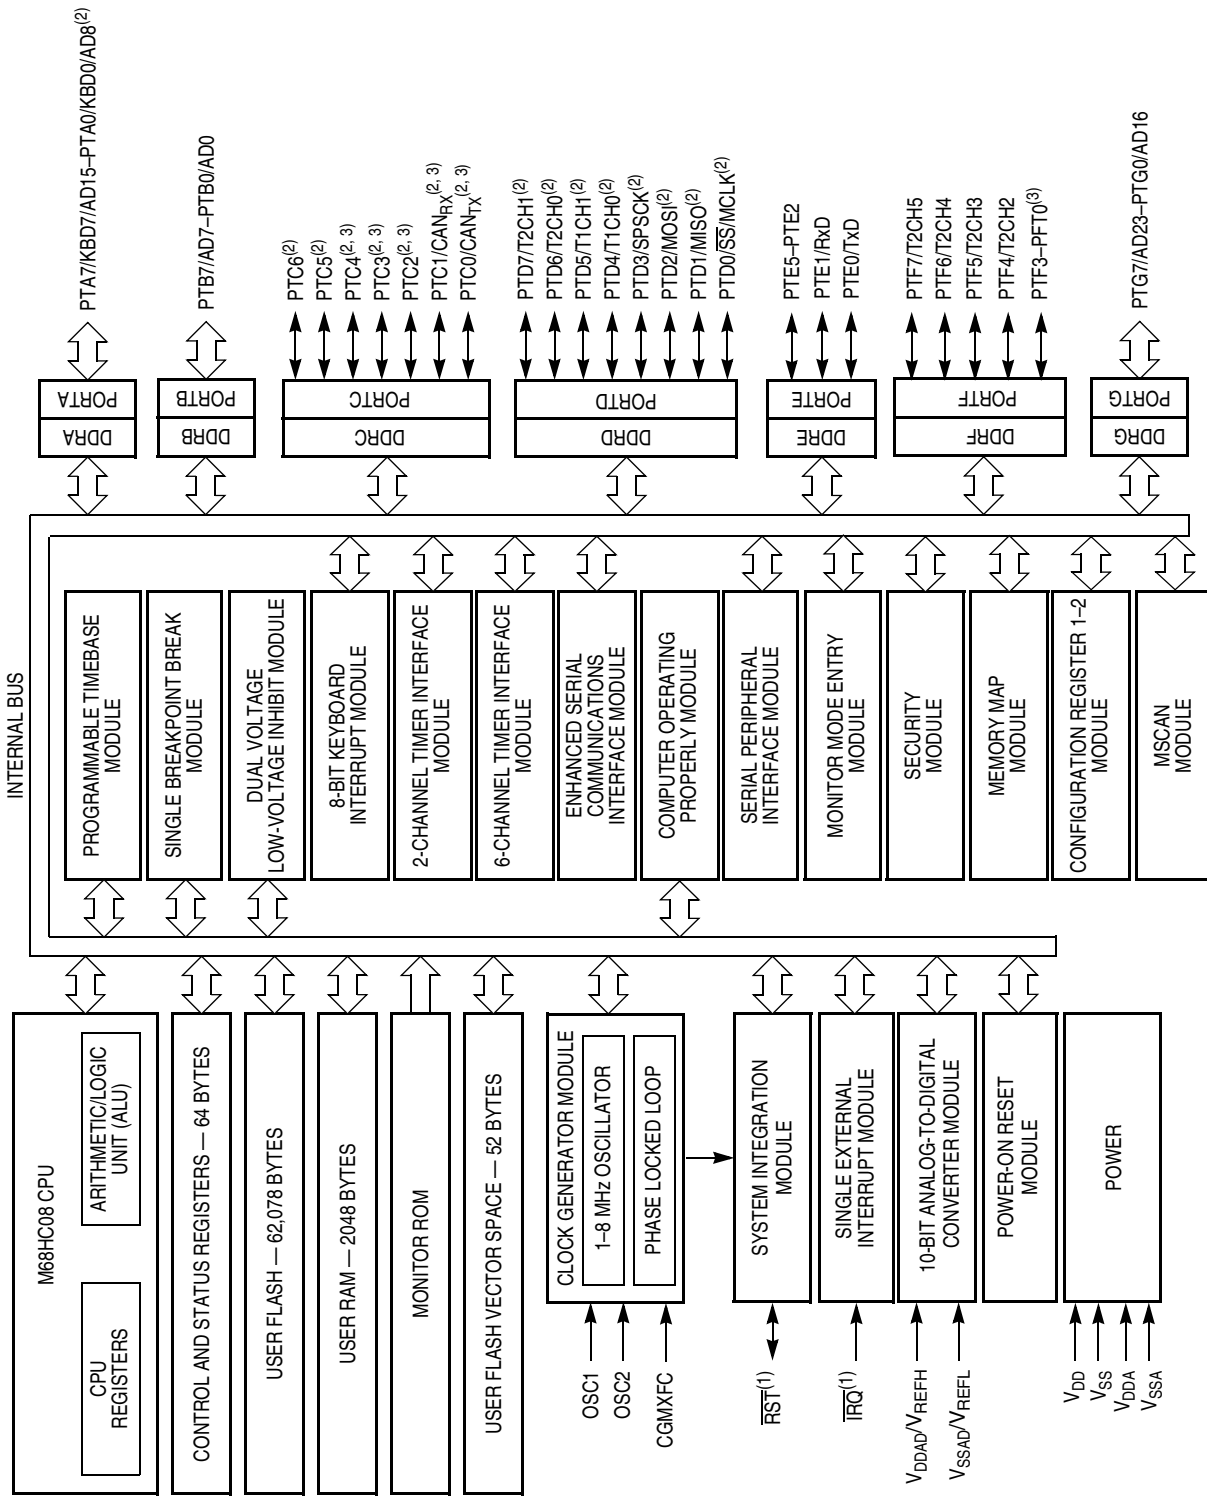 INTERNAL BUS
M68HC08 CPU
CPU
REGISTERS
ARITHMETIC/LOGIC
UNIT (ALU)
CONTROL AND STATUS REGISTERS — 64 BYTES
USER FLASH — 62,078 BYTES
USER RAM — 2048 BYTES
MONITOR ROM
USER FLASH VECTOR SPACE — 52 BYTES
CLOCK GENERATOR MODULE
1–8 MHz OSCILLATOR
PHASE LOCKED LOOP
OSC1
OSC2
CGMXFC
SYSTEM INTEGRATION
MODULE
RST(1)
SINGLE EXTERNAL
INTERRUPT MODULE
IRQ(1)
10-BIT ANALOG-TO-DIGITAL
CONVERTER MODULE
VDDAD/VREFH
VSSAD/VREFL
POWER-ON RESET
MODULE
POWER
VDD
VSS
VDDA
VSSA
PROGRAMMABLE TIMEBASE
MODULE
SINGLE BREAKPOINT BREAK
MODULE
DUAL VOLTAGE
LOW-VOLTAGE INHIBIT MODULE
8-BIT KEYBOARD
INTERRUPT MODULE
2-CHANNEL TIMER INTERFACE
MODULE
6-CHANNEL TIMER INTERFACE
MODULE
ENHANCED SERIAL
COMMUNICATIONS
INTERFACE MODULE
COMPUTER OPERATING
PROPERLY MODULE
SERIAL PERIPHERAL
INTERFACE MODULE
MONITOR MODE ENTRY
MODULE
SECURITY
MODULE
MEMORY MAP
MODULE
CONFIGURATION REGISTER 1–2
MODULE
MSCAN
MODULE
DDRA
PORTA
PTA7/KBD7/AD15–PTA0/KBD0/AD8(2)
DDRB
PORTB
PTB7/AD7–PTB0/AD0
DDRC
PORTC
PTC6(2)
PTC5(2)
PTC4(2, 3)
PTC3(2, 3)
PTC2(2, 3)
PTC1/CANRX(2, 3)
PTC0/CANTX(2, 3)
DDRD
PORTD
PTD7/T2CH1(2)
PTD6/T2CH0(2)
PTD5/T1CH1(2)
PTD4/T1CH0(2)
PTD3/SPSCK(2)
PTD2/MOSI(2)
PTD1/MISO(2)
PTD0/SS/MCLK(2)
DDRE
PORTE
PTE5–PTE2
PTE1/RxD
PTE0/TxD
DDRF
PORTF
PTF7/T2CH5
PTF6/T2CH4
PTF5/T2CH3
PTF4/T2CH2
PTF3–PFT0(3)
DDRG
PORTG
PTG7/AD23–PTG0/AD16